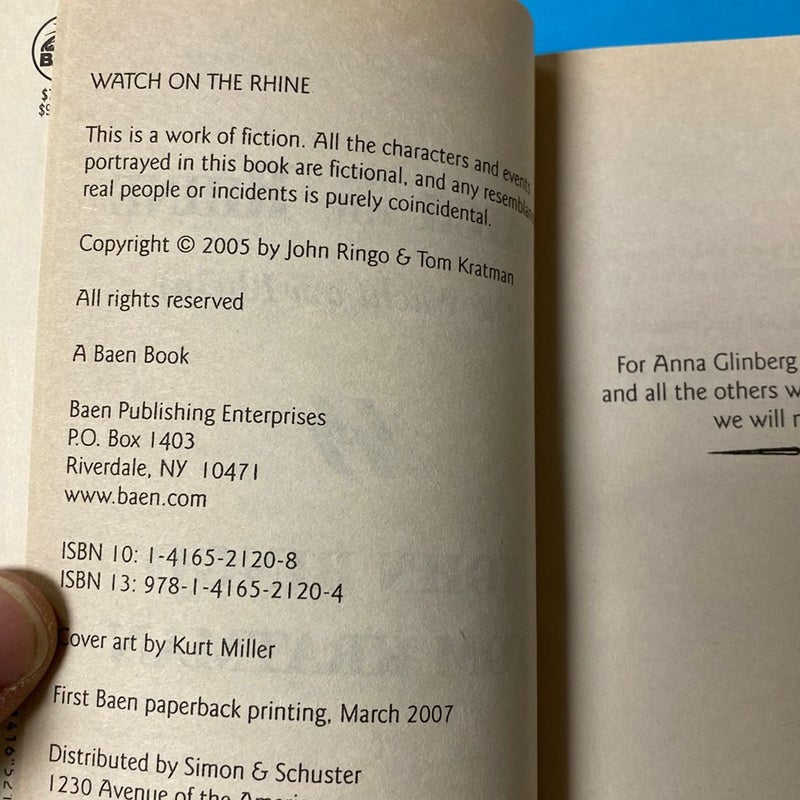 WATCH ON THE RHINE
This is a work of fiction. All the characters and events
portrayed in this book are fictional, and any
real people or incidents is purely coincidental.
Copyright © 2005 by John Ringo & Tom Kratman
All rights reserved
A Baen Book
Baen Publishing Enterprises
P.O. Box 1403
Riverdale, NY 10471
www.baen.com
ISBN 10: 1-4165-2120-8
ISBN 13: 978-1-4165-2120-4
Cover art by Kurt Miller
First Baen paperback printing, March 2007
Distributed by Simon & Schuster
1230 Avenue of the
For Anna Glinberg
and all the others
we will